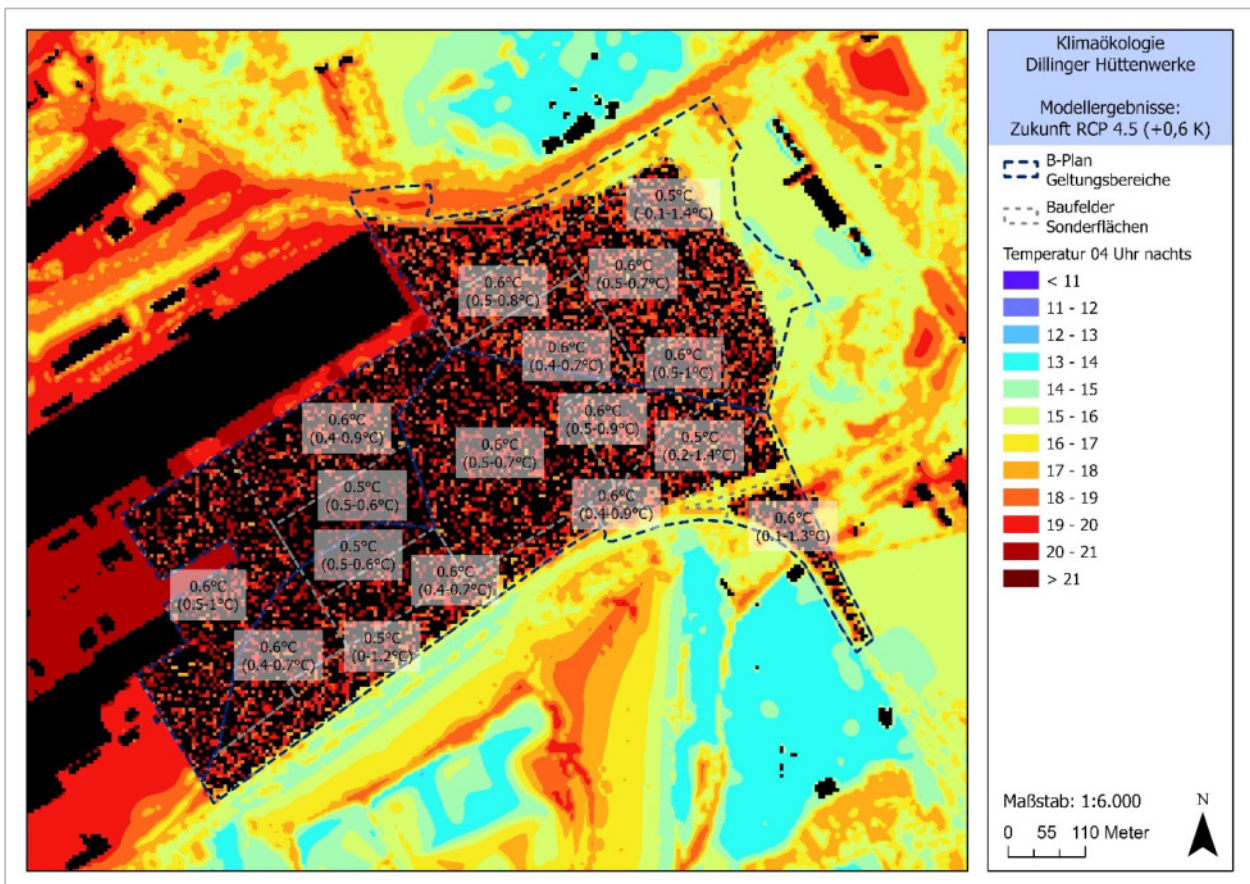 0.5°C
(-0.1-1.4°C)
0.6°C
(0.5-0.7°C)
0.6°C
(0.5-0.8°C)
0.6°C
(0.4-0.7°C)
0.6°C
(0.5-1°C)
0.6°C
(0.4-0.9°C)
0.6°C
(0.5-0.9°C)
0.6°C
(0.5-0.7°C)
0.5°C
(0.2-1.4°C)
0.5°C
(0.5-0.6°C)
0.6°C
(0.4-0.9°C)
0.6°C
(0.1-1.3°C)
0.5°C
(0.5-0.6°C)
0.6°C
(0.4-0.7°C)
0.6°C
(0.5-1°C)
0.6°C
(0.4-0.7°C)
0.5°C
(0-1.2°C)
Klimaökologie
Dillinger Hüttenwerke
Modellergebnisse:
Zukunft RCP 4.5 (+0,6 K)
B-Plan
Geltungsbereiche
Baufelder
Sonderflächen
Temperatur 04 Uhr nachts
< 11
11 - 12
12 - 13
13 - 14
14 - 15
15 - 16
16 - 17
17 - 18
18 - 19
19 - 20
20 - 21
> 21
Maßstab: 1:6.000
N
0 55 110 Meter